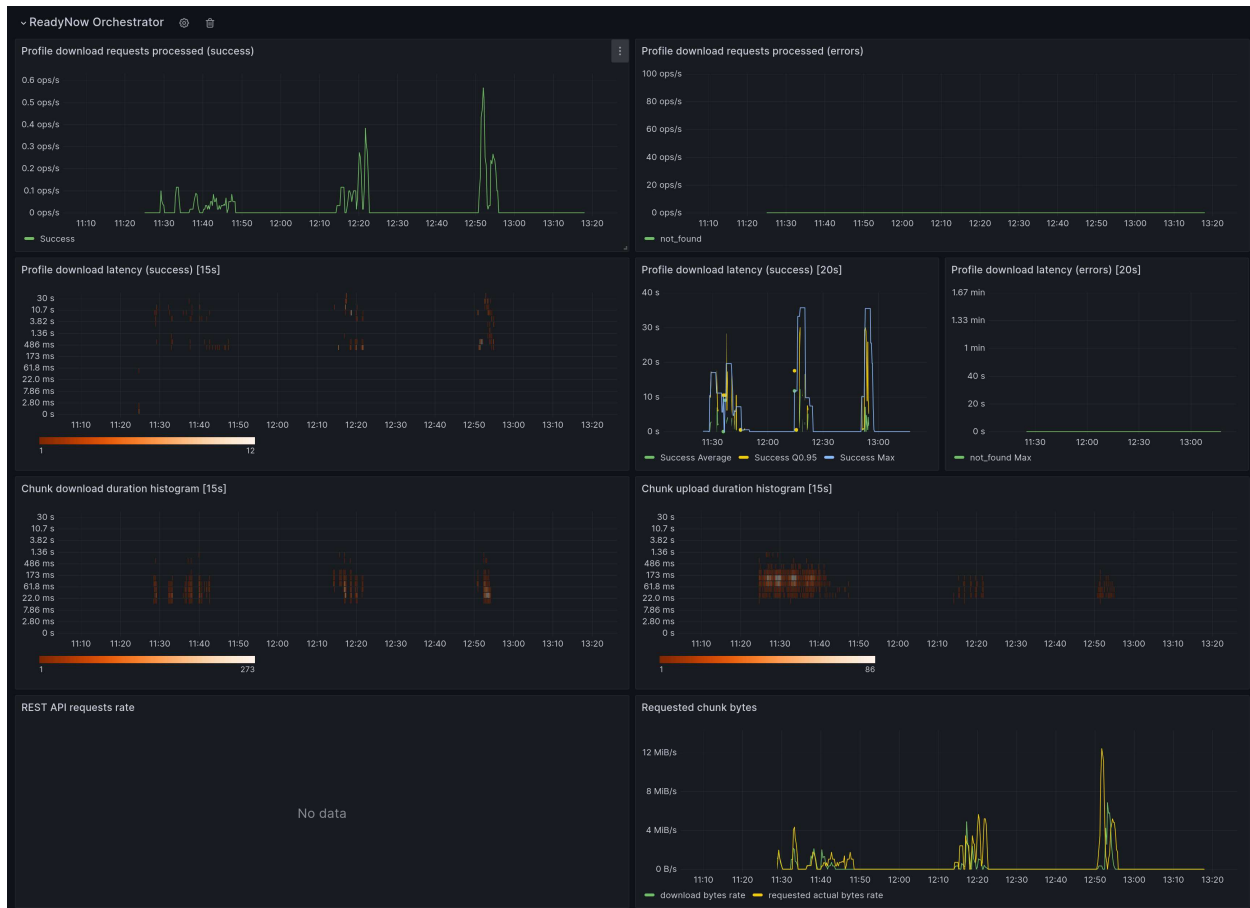 ReadyNow Orchestrator
Profile download requests processed (success)
0.6 ops/s
0.5 ops/s
0.4 ops/s
0.3 ops/s
0.2 ops/s
0.1 ops/s
0 ops/s
11:10 11:20 11:30 11:40 11:50 12:00 12:10 12:20 12:30 12:40 12:50 13:00 13:10 13:20
Success
Profile download requests processed (errors)
100 ops/s
80 ops/s
60 ops/s
40 ops/s
20 ops/s
0 ops/s
11:10 11:20 11:30 11:40 11:50 12:00 12:10 12:20 12:30 12:40 12:50 13:00 13:10 13:20
not_found
Profile download latency (success) [15s]
30 s
10.7 s
3.82 s
1.36 s
486 ms
173 ms
61.8 ms
22.0 ms
7.86 ms
2.80 ms
0 s
11:10 11:20 11:30 11:40 11:50 12:00 12:10 12:20 12:30 12:40 12:50 13:00 13:10 13:20
1 12
Profile download latency (success) [20s]
40 s
30 s
20 s
10 s
0 s
11:30 12:00 12:30 13:00
Success Average Success Q0.95 Success Max
Profile download latency (errors) [20s]
1.67 min
1.33 min
1 min
40 s
20 s
0 s
11:30 12:00 12:30 13:00
not_found Max
Chunk download duration histogram [15s]
30 s
10.7 s
3.82 s
1.36 s
486 ms
173 ms
61.8 ms
22.0 ms
7.86 ms
2.80 ms
0 s
11:10 11:20 11:30 11:40 11:50 12:00 12:10 12:20 12:30 12:40 12:50 13:00 13:10 13:20
1 273
Chunk upload duration histogram [15s]
30 s
10.7 s
3.82 s
1.36 s
486 ms
173 ms
61.8 ms
22.0 ms
7.86 ms
2.80 ms
0 s
11:10 11:20 11:30 11:40 11:50 12:00 12:10 12:20 12:30 12:40 12:50 13:00 13:10 13:20
1 86
REST API requests rate
No data
Requested chunk bytes
12 MiB/s
8 MiB/s
4 MiB/s
0 B/s
11:10 11:20 11:30 11:40 11:50 12:00 12:10 12:20 12:30 12:40 12:50 13:00 13:10 13:20
download bytes rate requested actual bytes rate